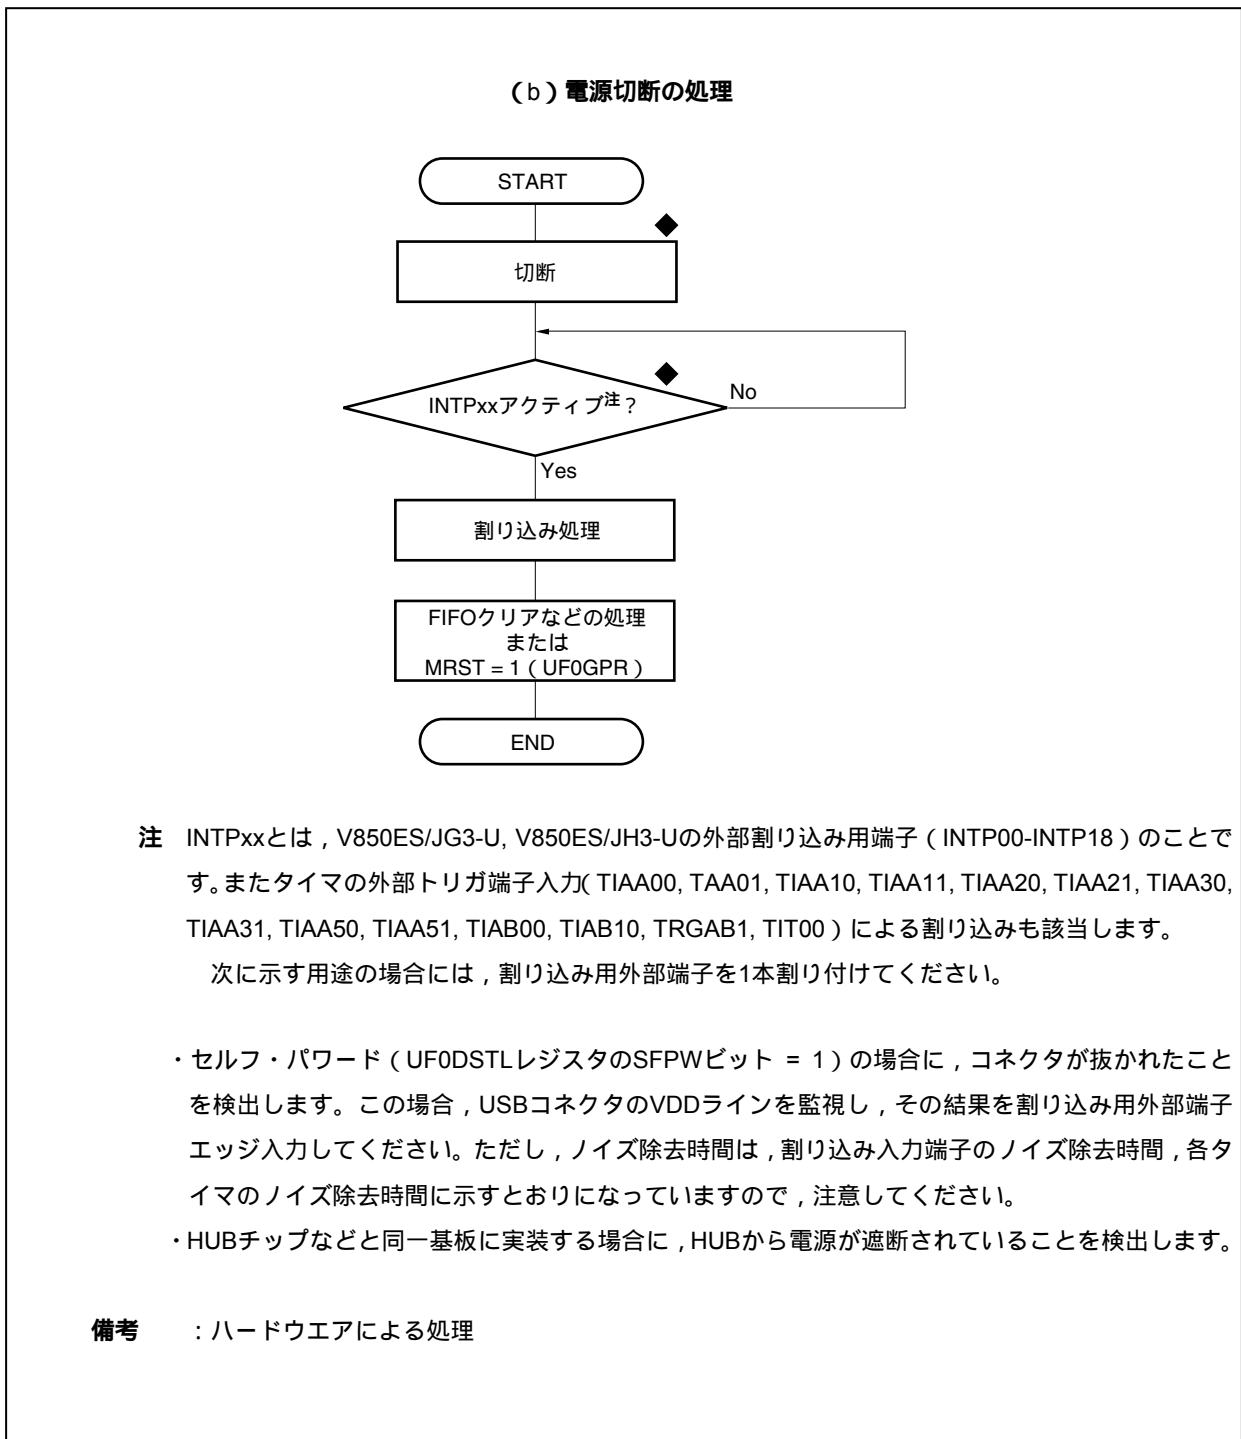 （b）電源切断の処理
START
◆
切断
◆
INTPxxアクティブ注？
No
Yes
割り込み処理
FIFOクリアなどの処理
または
MRST = 1（UF0GPR）
END
注 INTPxxとは，V850ES/JG3-U, V850ES/JH3-Uの外部割り込み用端子（INTP00-INTP18）のことで
す。またタイマの外部トリガ端子入力（TIAA00, TAA01, TIAA10, TIAA11, TIAA20, TIAA21, TIAA30,
TIAA31, TIAA50, TIAA51, TIAB00, TIAB10, TRGAB1, TIT00）による割り込みも該当します。
次に示す用途の場合には，割り込み用外部端子を1本割り付けてください。
・セルフ・パワード（UF0DSTLレジスタのSFPWビット = 1）の場合に，コネクタが抜かれたこと
を検出します。この場合，USBコネクタのVDDラインを監視し，その結果を割り込み用外部端子
エッジ入力してください。ただし，ノイズ除去時間は，割り込み入力端子のノイズ除去時間，各タ
イマのノイズ除去時間に示すとおりになっていますので，注意してください。
・HUBチップなどと同一基板に実装する場合に，HUBから電源が遮断されていることを検出します。
備考 ：ハードウエアによる処理